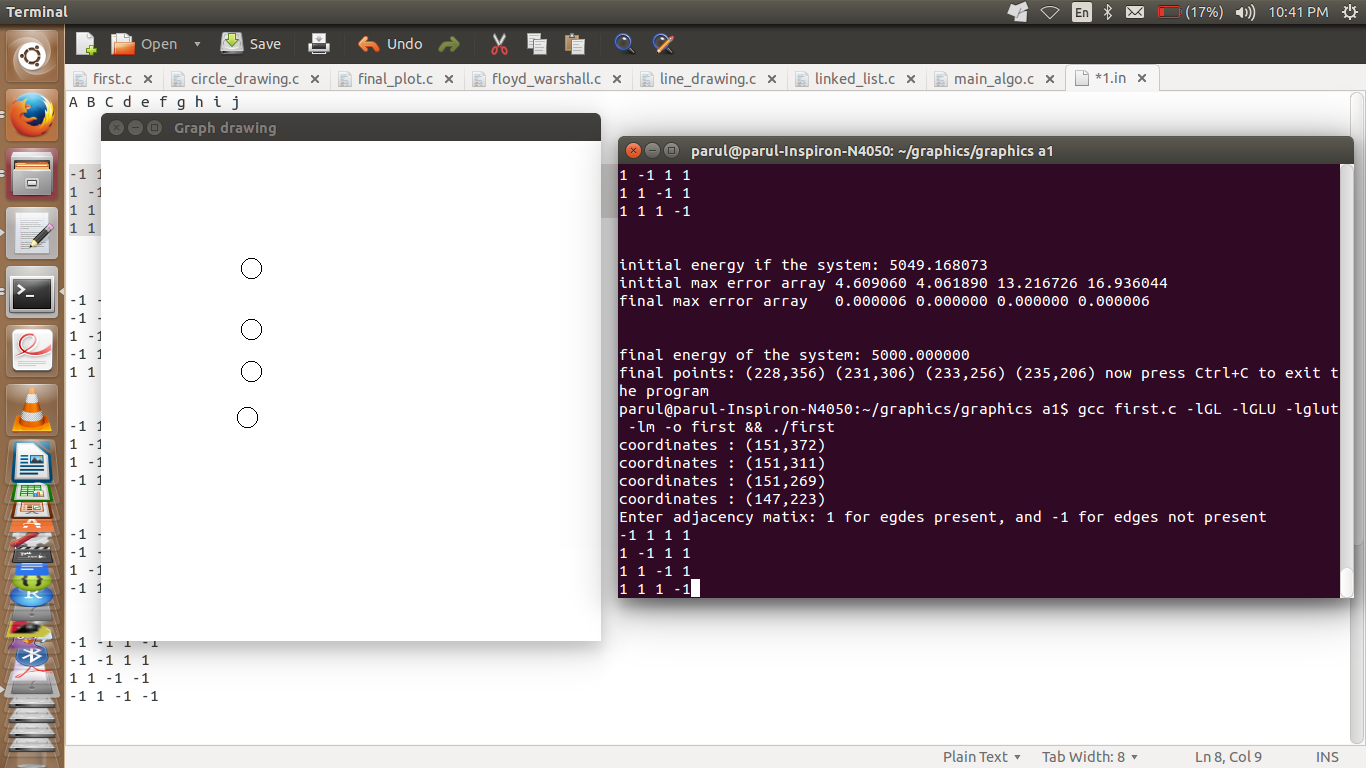 Terminal
En
(17%)
10:41 PM
Open
Save
Undo
first.c
circle_drawing.c
final_plot.c
floyd_warshall.c
line_drawing.c
linked_list.c
main_algo.c
*1.in
A B C d e f g h i j
-1 1
1 -1
1 1
1 1
-1
-1
1 -1
-1 1
1 1
-1 1
1 -1
1 -1
-1 1
-1
-1
1 -1
-1 1
-1 -1 1 -1
-1 -1 1 1
1 1 -1 -1
-1 1 -1 -1
Graph drawing
parul@parul-Inspiron-N4050: ~/graphics/graphics a1
1 -1 1 1
1 1 -1 1
1 1 1 -1
initial energy if the system: 5049.168073
initial max error array 4.609060 4.061890 13.216726 16.936044
final max error array   0.000006 0.000000 0.000000 0.000006
final energy of the system: 5000.000000
final points: (228,356) (231,306) (233,256) (235,206) now press Ctrl+C to exit t
he program
parul@parul-Inspiron-N4050:~/graphics/graphics a1$ gcc first.c -lGL -lGLU -lglut
 -lm -o first && ./first
coordinates : (151,372)
coordinates : (151,311)
coordinates : (151,269)
coordinates : (147,223)
Enter adjacency matix: 1 for egdes present, and -1 for edges not present
-1 1 1 1
1 -1 1 1
1 1 -1 1
1 1 1 -1
Plain Text
Tab Width: 8
Ln 8, Col 9
INS